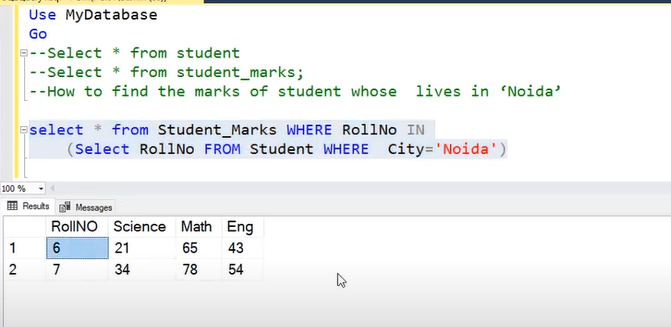 Use MyDatabase
Go
--Select * from student
--Select * from student_marks;
--How to find the marks of student whose  lives in ‘Noida’
select * from Student_Marks WHERE RollNo IN
(Select RollNo FROM Student WHERE  City='Noida')
100 %
Results Messages
RollNO Science Math Eng
1 6 21 65 43
2 7 34 78 54